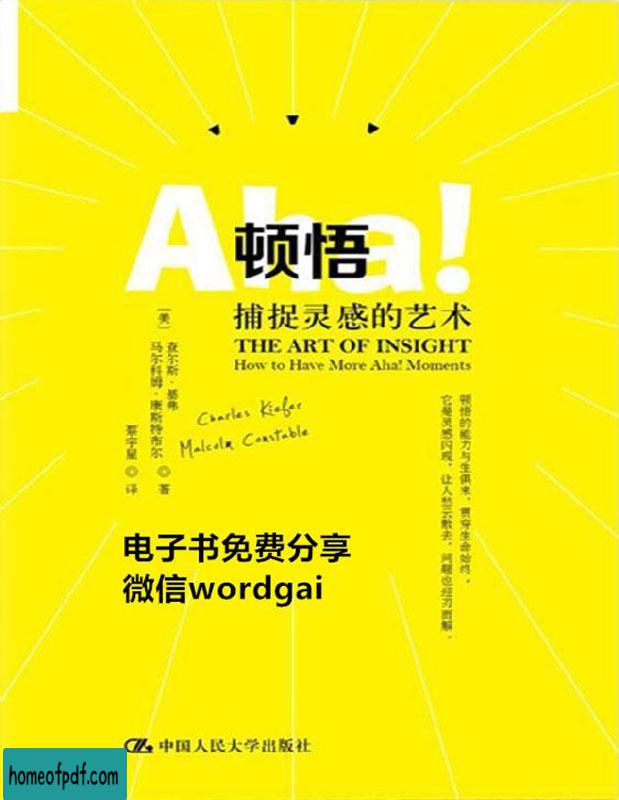 Aha!
顿悟
捕捉灵感的艺术
THE ART OF INSIGHT
How to Have More Aha! Moments
［美］
查尔斯·基弗
马尔科姆·康斯特布尔
◎著
蔡宇星◎译
Charles Kiefer
Malcolm Constable
顿悟的能力与生俱来，贯穿生命始终。
它是灵感闪现，让人愁云散去，问题也迎刃而解。
电子书免费分享
微信wordgai
中国人民大学出版社
homeofpdf.com